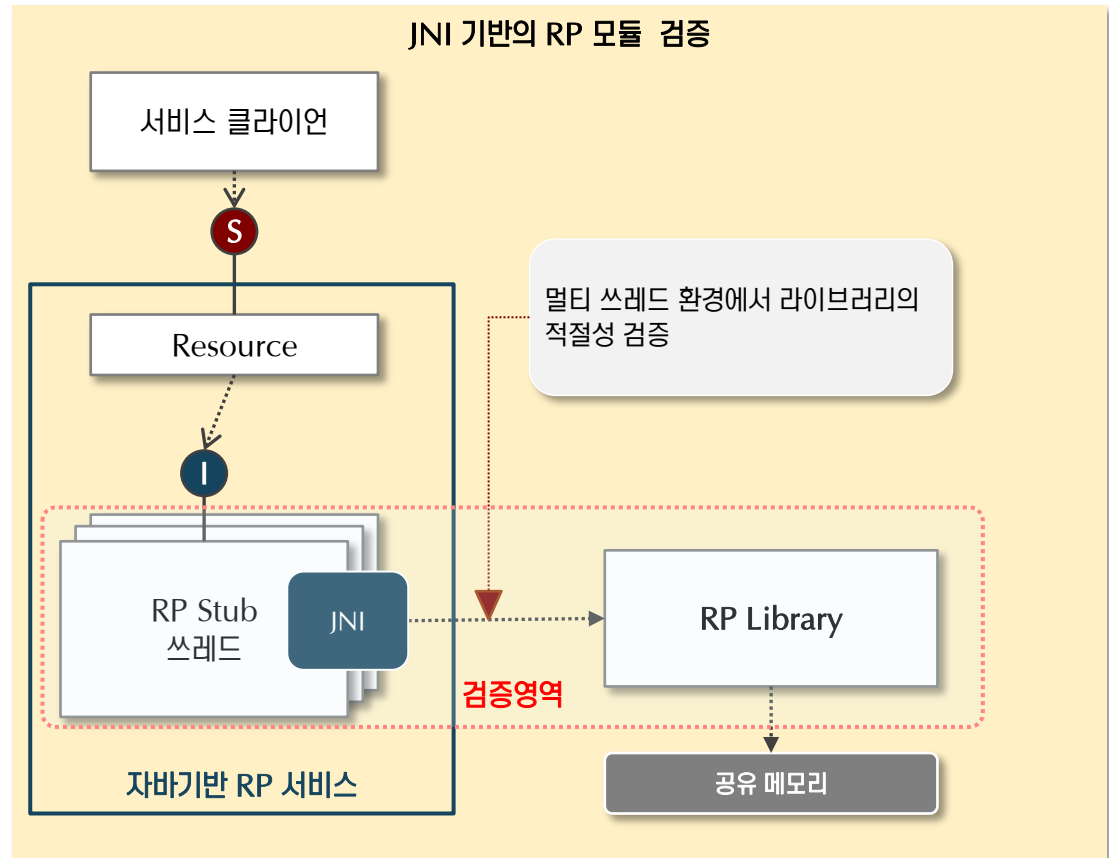 JNI 기반의 RP 모듈 검증
서비스 클라이언
S
멀티 쓰레드 환경에서 라이브러리의
적절성 검증
Resource
I
RP Stub
쓰레드
JNI
RP Library
검증영역
자바기반 RP 서비스
공유 메모리